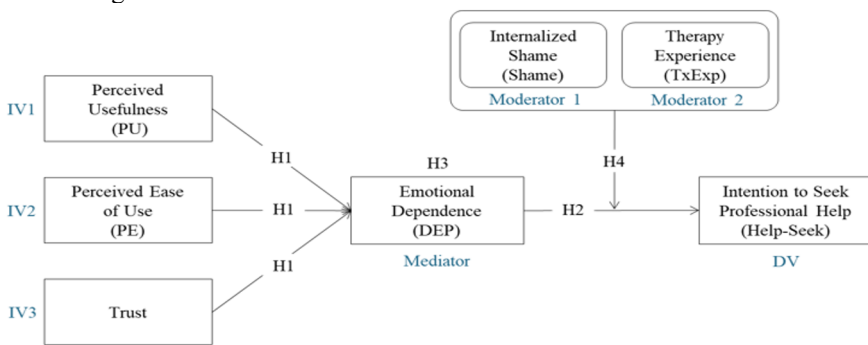 Internalized
Shame
(Shame)
Moderator 1
Therapy
Experience
(TxExp)
Moderator 2
IV1
Perceived
Usefulness
(PU)
H1
H3
H4
IV2
Perceived Ease
of Use
(PE)
H1
Emotional
Dependence
(DEP)
Mediator
H2
Intention to Seek
Professional Help
(Help-Seek)
DV
H1
IV3
Trust